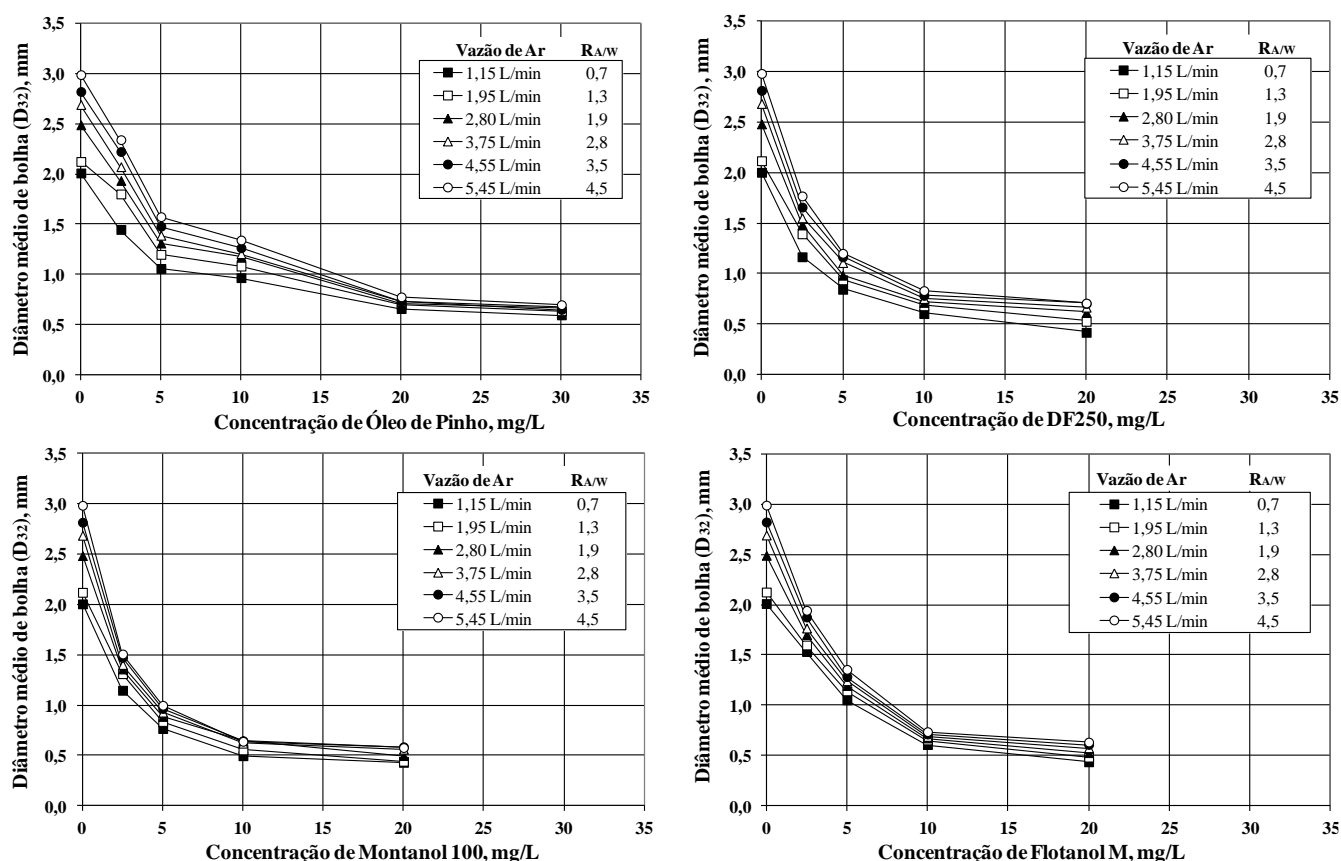 Diâmetro médio de bolha (D32), mm
3,5
3,0
2,5
2,0
1,5
1,0
0,5
0,0
0 5 10 15 20 25 30 35
Concentração de Óleo de Pinho, mg/L
Vazão de Ar RA/W
1,15 L/min 0,7
1,95 L/min 1,3
2,80 L/min 1,9
3,75 L/min 2,8
4,55 L/min 3,5
5,45 L/min 4,5
Diâmetro médio de bolha (D32) , mm
3,5
3,0
2,5
2,0
1,5
1,0
0,5
0,0
0 5 10 15 20 25 30 35
Concentração de DF250, mg/L
Vazão de Ar RA/W
1,15 L/min 0,7
1,95 L/min 1,3
2,80 L/min 1,9
3,75 L/min 2,8
4,55 L/min 3,5
5,45 L/min 4,5
Diâmetro médio de bolha (D32), mm
3,5
3,0
2,5
2,0
1,5
1,0
0,5
0,0
0 5 10 15 20 25 30 35
Concentração de Montanol 100, mg/L
Vazão de Ar RA/W
1,15 L/min 0,7
1,95 L/min 1,3
2,80 L/min 1,9
3,75 L/min 2,8
4,55 L/min 3,5
5,45 L/min 4,5
Diâmetro médio de bolha (D32), mm
3,5
3,0
2,5
2,0
1,5
1,0
0,5
0,0
0 5 10 15 20 25 30 35
Concentração de Flotanol M, mg/L
Vazão de Ar RA/W
1,15 L/min 0,7
1,95 L/min 1,3
2,80 L/min 1,9
3,75 L/min 2,8
4,55 L/min 3,5
5,45 L/min 4,5